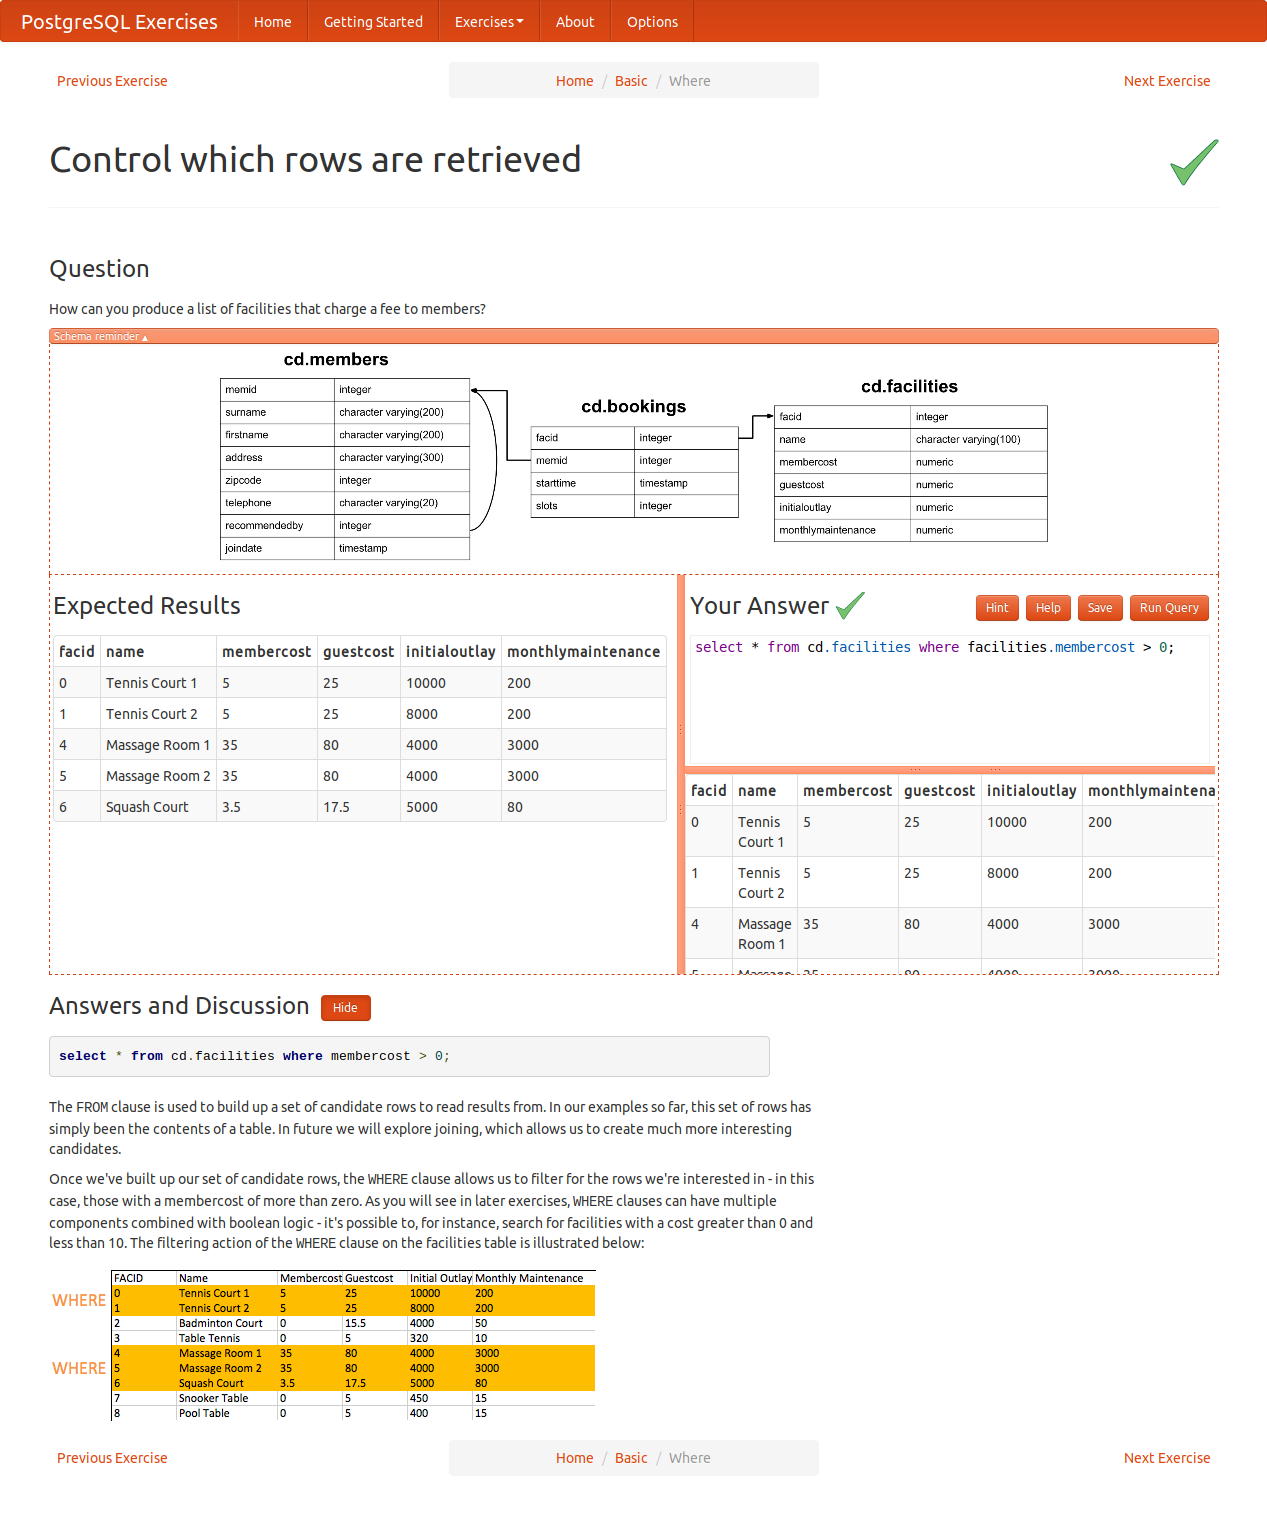 PostgreSQL Exercises Home Getting Started Exercises About Options
Previous Exercise Home / Basic / Where Next Exercise
Control which rows are retrieved
Question
How can you produce a list of facilities that charge a fee to members?
Schema reminder
cd.members
memid integer
surname character varying(200)
firstname character varying(200)
address character varying(300)
zipcode integer
telephone character varying(20)
recommendedby integer
joindate timestamp
cd.bookings
facid integer
memid integer
starttime timestamp
slots integer
cd.facilities
facid integer
name character varying(100)
membercost numeric
guestcost numeric
initialoutlay numeric
monthlymaintenance numeric
Expected Results
facid name membercost guestcost initialoutlay monthlymaintenance
0 Tennis Court 1 5 25 10000 200
1 Tennis Court 2 5 25 8000 200
4 Massage Room 1 35 80 4000 3000
5 Massage Room 2 35 80 4000 3000
6 Squash Court 3.5 17.5 5000 80
Your Answer Hint Help Save Run Query
select * from cd.facilities where facilities.membercost > 0;
facid name membercost guestcost initialoutlay monthlymaintena
0 Tennis 5 25 10000 200
Court 1
1 Tennis 5 25 8000 200
Court 2
4 Massage 35 80 4000 3000
Room 1
5 Massage 35 80 4000 3000
Answers and Discussion Hide
select * from cd.facilities where membercost > 0;
The FROM clause is used to build up a set of candidate rows to read results from. In our examples so far, this set of rows has
simply been the contents of a table. In future we will explore joining, which allows us to create much more interesting
candidates.
Once we've built up our set of candidate rows, the WHERE clause allows us to filter for the rows we're interested in - in this
case, those with a membercost of more than zero. As you will see in later exercises, WHERE clauses can have multiple
components combined with boolean logic - it's possible to, for instance, search for facilities with a cost greater than 0 and
less than 10. The filtering action of the WHERE clause on the facilities table is illustrated below:
FACID Name Membercost Guestcost Initial Outlay Monthly Maintenance
WHERE
0 Tennis Court 1 5 25 10000 200
1 Tennis Court 2 5 25 8000 200
2 Badminton Court 0 15.5 4000 50
3 Table Tennis 0 5 320 10
WHERE
4 Massage Room 1 35 80 4000 3000
5 Massage Room 2 35 80 4000 3000
6 Squash Court 3.5 17.5 5000 80
7 Snooker Table 0 5 450 15
8 Pool Table 0 5 400 15
Previous Exercise Home / Basic / Where Next Exercise